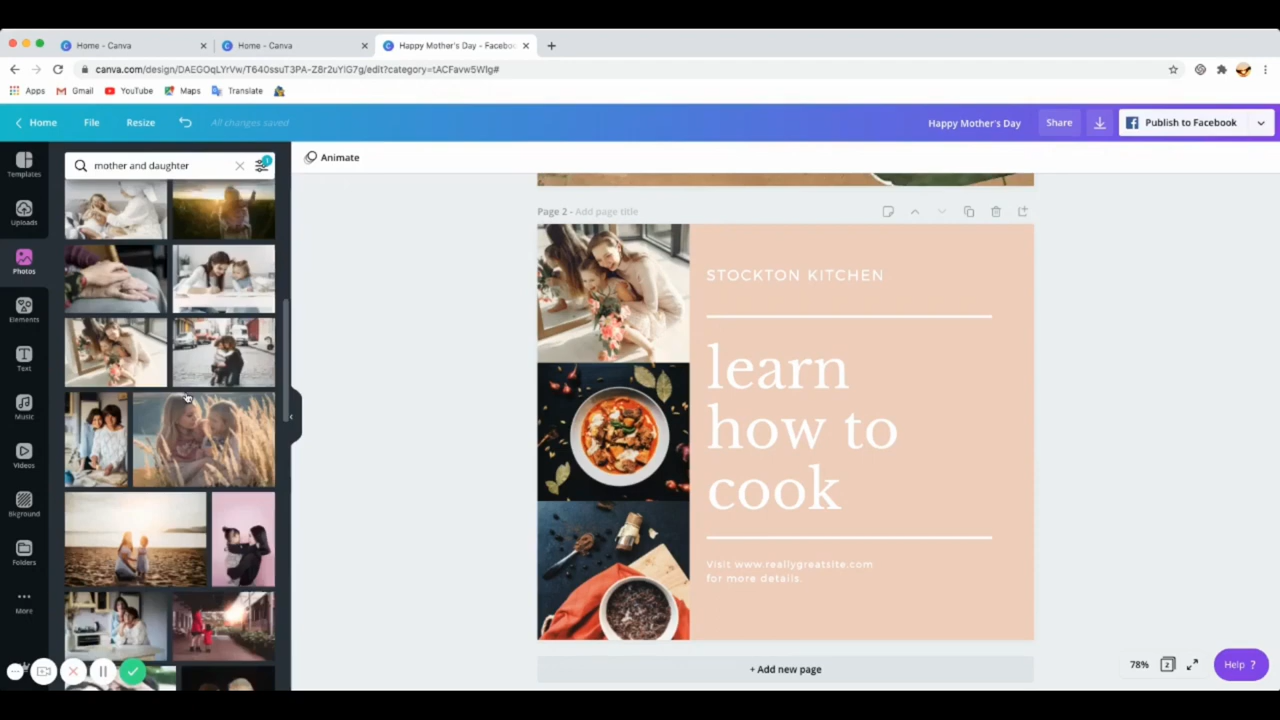 Home - Canva
Home - Canva
Happy Mother's Day - Faceboo
canva.com/design/DAEGOqLYrVw/T640ssuT3PA-Z8r2uYlG7g/edit?category=tACFavw5WIg#
Apps
Gmail
YouTube
Maps
Translate
Home
File
Resize
All changes saved
Happy Mother's Day
Share
Publish to Facebook
Templates
Uploads
Photos
Elements
Text
Music
Videos
Bkground
Folders
More
mother and daughter
1
Animate
Page 2 - Add page title
STOCKTON KITCHEN
learn
how to
cook
Visit www.reallygreatsite.com
for more details.
+ Add new page
78%
2
Help ?